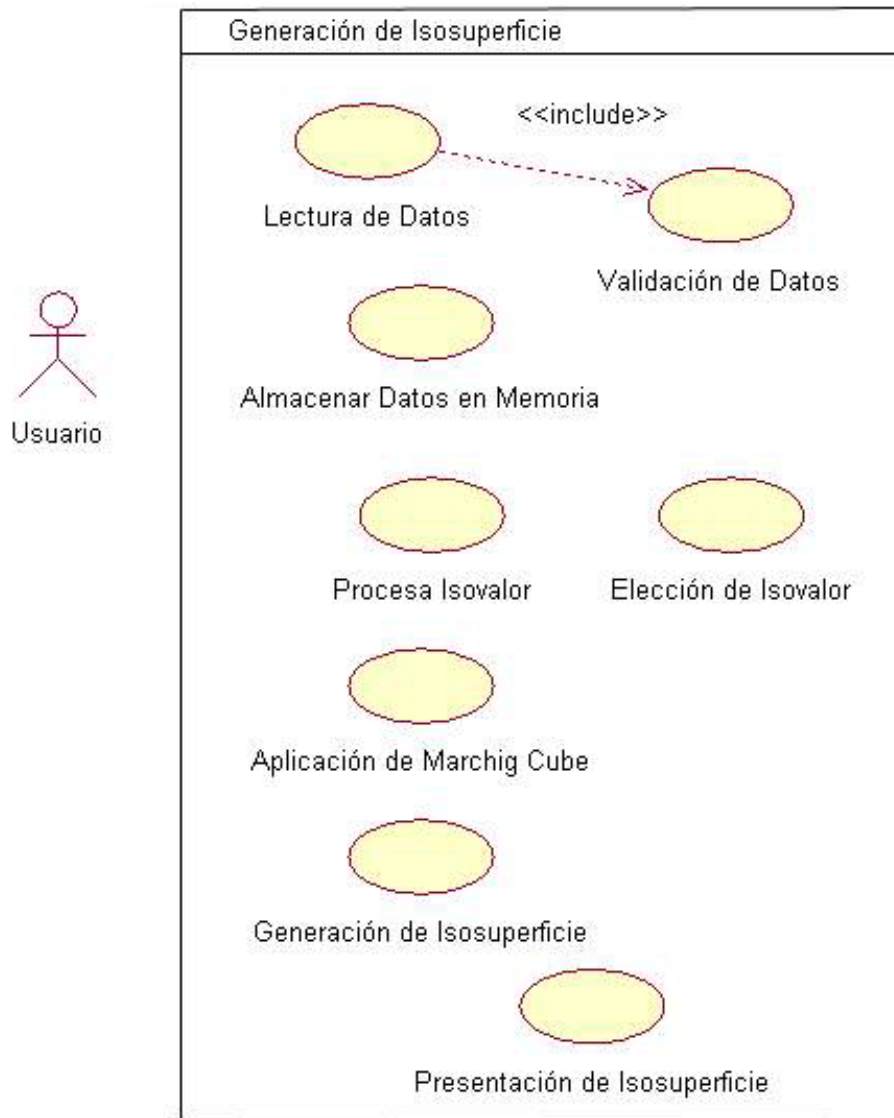 Generación de Isosuperficie
<<include>>
Lectura de Datos
Validación de Datos
Usuario
Almacenar Datos en Memoria
Procesa Isovalor
Elección de Isovalor
Aplicación de Marchig Cube
Generación de Isosuperficie
Presentación de Isosuperficie